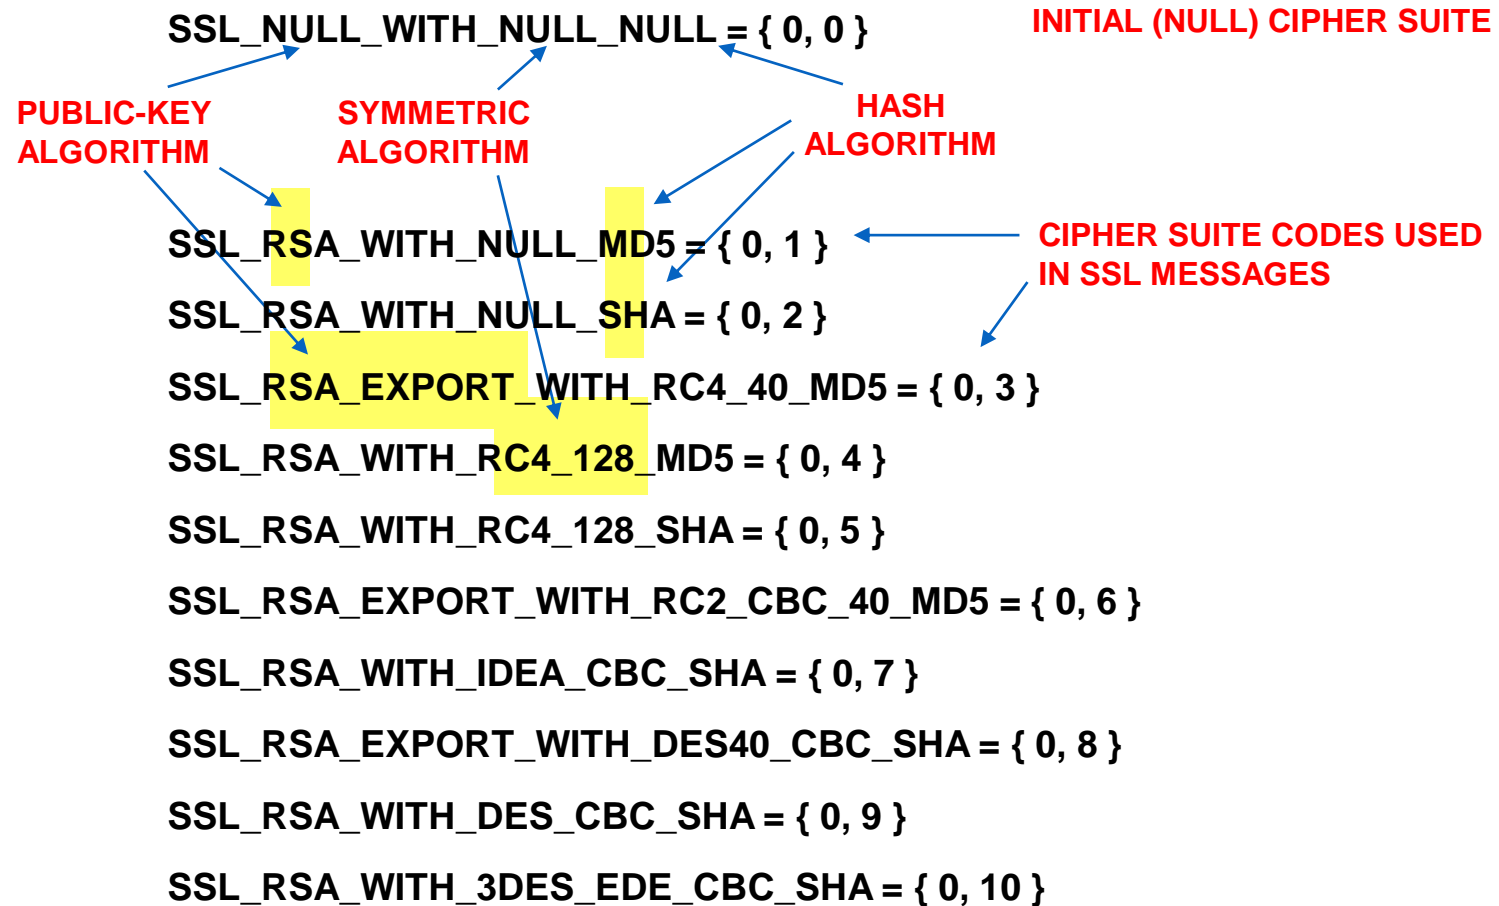 SSL_NULL_WITH_NULL_NULL = { 0, 0 }
INITIAL (NULL) CIPHER SUITE
PUBLIC-KEY
ALGORITHM
SYMMETRIC
ALGORITHM
HASH
ALGORITHM
SSL_RSA_WITH_NULL_MD5 = { 0, 1 }
CIPHER SUITE CODES USED
IN SSL MESSAGES
SSL_RSA_WITH_NULL_SHA = { 0, 2 }
SSL_RSA_EXPORT_WITH_RC4_40_MD5 = { 0, 3 }
SSL_RSA_WITH_RC4_128_MD5 = { 0, 4 }
SSL_RSA_WITH_RC4_128_SHA = { 0, 5 }
SSL_RSA_EXPORT_WITH_RC2_CBC_40_MD5 = { 0, 6 }
SSL_RSA_WITH_IDEA_CBC_SHA = { 0, 7 }
SSL_RSA_EXPORT_WITH_DES40_CBC_SHA = { 0, 8 }
SSL_RSA_WITH_DES_CBC_SHA = { 0, 9 }
SSL_RSA_WITH_3DES_EDE_CBC_SHA = { 0, 10 }